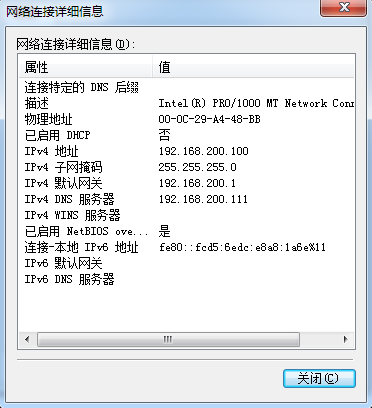 网络连接详细信息
网络连接详细信息(D):
属性 值
连接特定的 DNS 后缀
描述 Intel(R) PRO/1000 MT Network Conn
物理地址 00-0C-29-A4-48-BB
已启用 DHCP 否
IPv4 地址 192.168.200.100
IPv4 子网掩码 255.255.255.0
IPv4 默认网关 192.168.200.1
IPv4 DNS 服务器 192.168.200.111
IPv4 WINS 服务器
已启用 NetBIOS ove... 是
连接-本地 IPv6 地址 fe80::fcd5:6edc:e8a8:1a6e%11
IPv6 默认网关
IPv6 DNS 服务器
关闭(C)